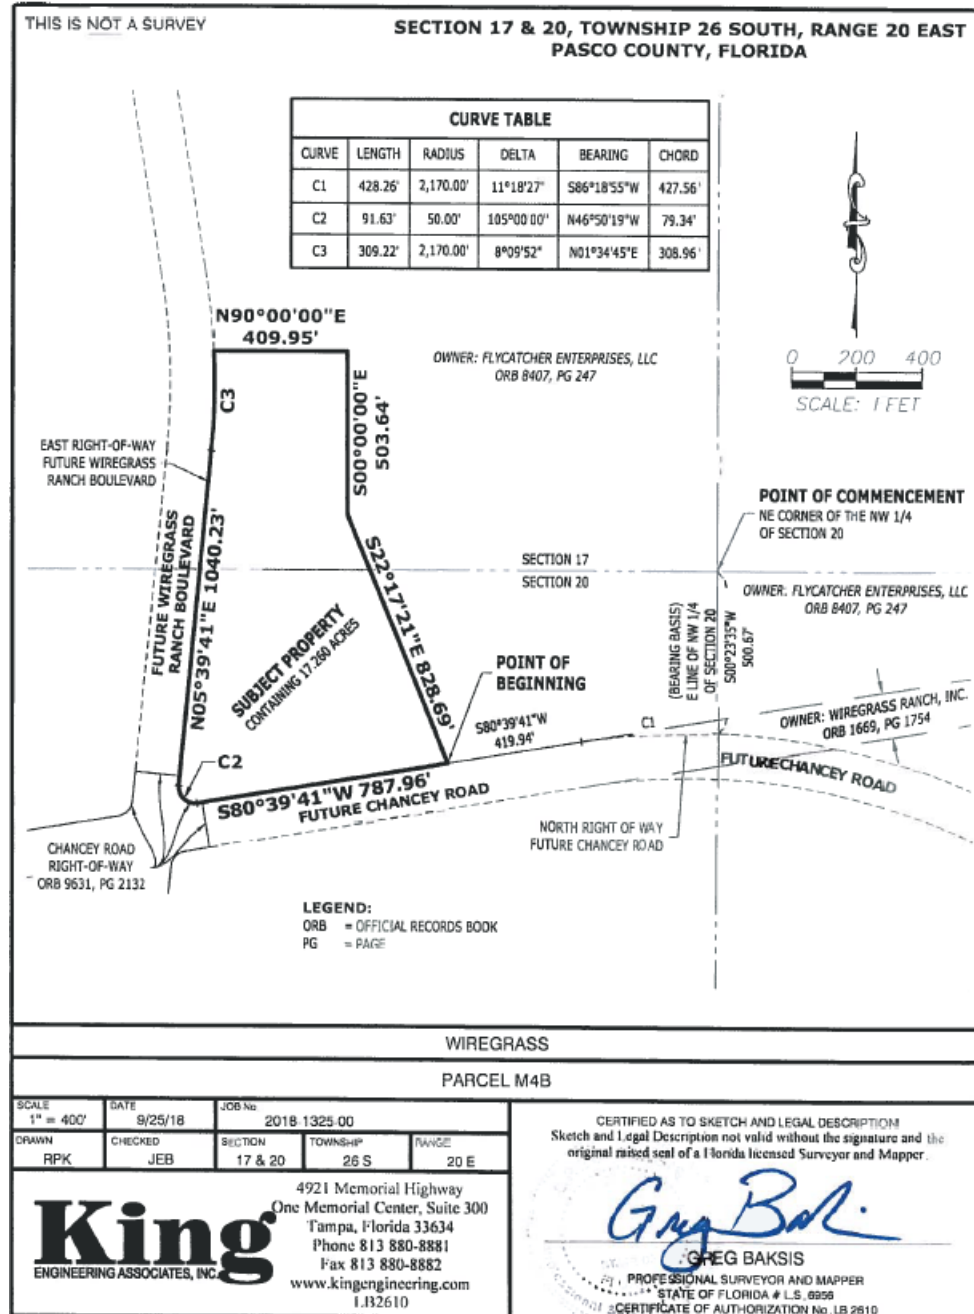 THIS IS NOT A SURVEY
SECTION 17 & 20, TOWNSHIP 26 SOUTH, RANGE 20 EAST
PASCO COUNTY, FLORIDA
CURVE TABLE
CURVE LENGTH RADIUS DELTA BEARING CHORD
C1 428.26' 2,170.00' 11°18'27" S86°18'55"W 427.56'
C2 91.63' 50.00' 105°00'00" N46°50'19"W 79.34'
C3 309.22' 2,170.00' 8°09'52" N01°34'45"E 308.96'
N90°00'00"E
409.95'
OWNER: FLYCATCHER ENTERPRISES, LLC
ORB 8407, PG 247
0 200 400
SCALE: 1 FEET
C3
S00°00'00"E
503.64'
EAST RIGHT-OF-WAY
FUTURE WIREGRASS
RANCH BOULEVARD
POINT OF COMMENCEMENT
NE CORNER OF THE NW 1/4
OF SECTION 20
FUTURE WIREGRASS
RANCH BOULEVARD
N05°39'41"E 1040.23'
S22°17'21"E 828.69'
SECTION 17
SECTION 20
OWNER: FLYCATCHER ENTERPRISES, LLC
ORB 8407, PG 247
SUBJECT PROPERTY
CONTAINING 17.260 ACRES
(BEARING BASIS)
E LINE OF NW 1/4
OF SECTION 20
S00°23'35"W
500.67'
POINT OF
BEGINNING
S80°39'41"W
419.94'
C1
OWNER: WIREGRASS RANCH, INC.
ORB 1669, PG 1754
C2
S80°39'41"W 787.96'
FUTURE CHANCEY ROAD
FUTURE CHANCEY ROAD
NORTH RIGHT OF WAY
FUTURE CHANCEY ROAD
CHANCEY ROAD
RIGHT-OF-WAY
ORB 9631, PG 2132
LEGEND:
ORB = OFFICIAL RECORDS BOOK
PG = PAGE
WIREGRASS
PARCEL M4B
SCALE
1" = 400'
DATE
9/25/18
JOB No
2018-1325-00
DRAWN
RPK
CHECKED
JEB
SECTION
17 & 20
TOWNSHIP
26 S
RANGE
20 E
King
ENGINEERING ASSOCIATES, INC.
4921 Memorial Highway
One Memorial Center, Suite 300
Tampa, Florida 33634
Phone 813 880-8881
Fax 813 880-8882
www.kingengineering.com
LB2610
CERTIFIED AS TO SKETCH AND LEGAL DESCRIPTION
Sketch and Legal Description not valid without the signature and the
original raised seal of a Florida licensed Surveyor and Mapper.
GREG BAKSIS
PROFESSIONAL SURVEYOR AND MAPPER
STATE OF FLORIDA # L.S. 6956
CERTIFICATE OF AUTHORIZATION No. LB 2610